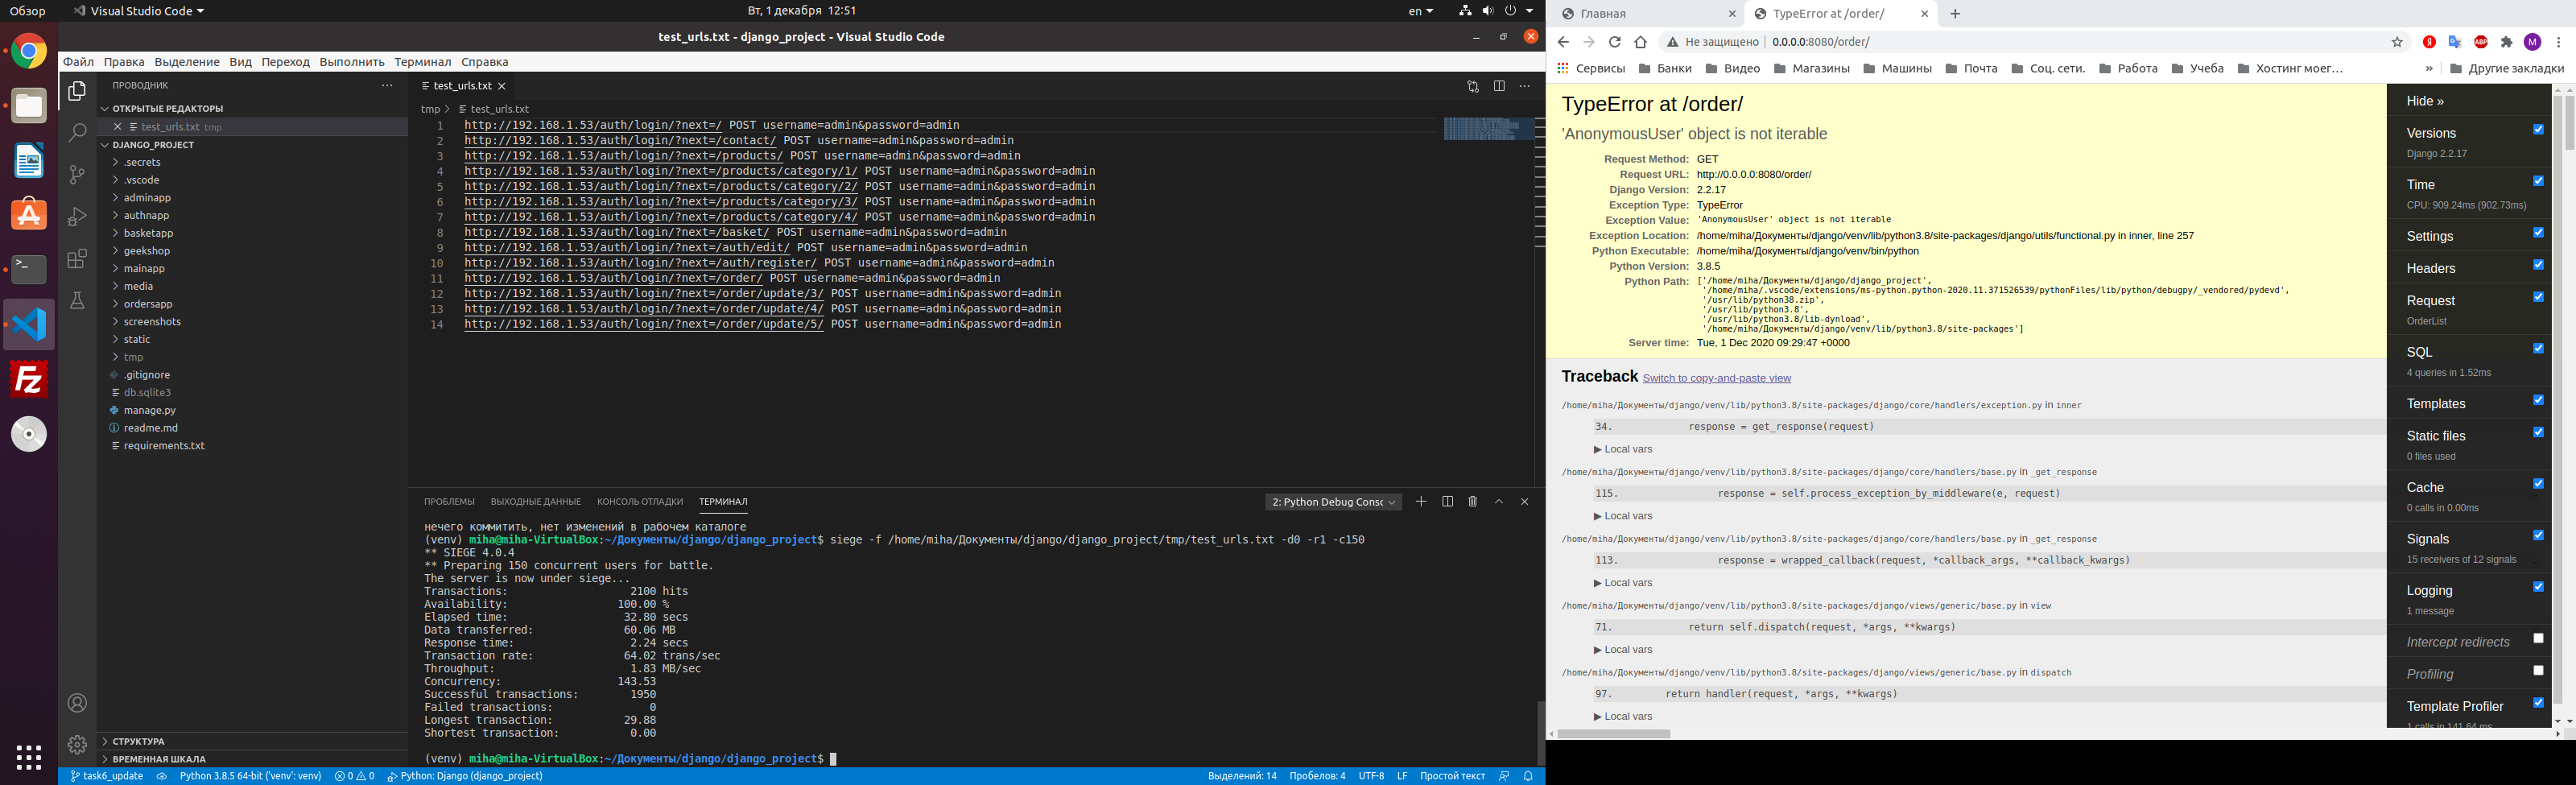 Обзор
Visual Studio Code
Вт, 1 декабря 12:51
en
test_urls.txt - django_project - Visual Studio Code
Файл Правка Выделение Вид Переход Выполнить Терминал Справка
ПРОВОДНИК
ОТКРЫТЫЕ РЕДАКТОРЫ
test_urls.txt tmp
DJANGO_PROJECT
.secrets
.vscode
adminapp
authnapp
basketapp
geekshop
mainapp
media
ordersapp
screenshots
static
tmp
.gitignore
db.sqlite3
manage.py
readme.md
requirements.txt
СТРУКТУРА
ВРЕМЕННАЯ ШКАЛА
test_urls.txt
tmp > test_urls.txt
1 http://192.168.1.53/auth/login/?next=/ POST username=admin&password=admin
2 http://192.168.1.53/auth/login/?next=/contact/ POST username=admin&password=admin
3 http://192.168.1.53/auth/login/?next=/products/ POST username=admin&password=admin
4 http://192.168.1.53/auth/login/?next=/products/category/1/ POST username=admin&password=admin
5 http://192.168.1.53/auth/login/?next=/products/category/2/ POST username=admin&password=admin
6 http://192.168.1.53/auth/login/?next=/products/category/3/ POST username=admin&password=admin
7 http://192.168.1.53/auth/login/?next=/products/category/4/ POST username=admin&password=admin
8 http://192.168.1.53/auth/login/?next=/basket/ POST username=admin&password=admin
9 http://192.168.1.53/auth/login/?next=/auth/edit/ POST username=admin&password=admin
10 http://192.168.1.53/auth/login/?next=/auth/register/ POST username=admin&password=admin
11 http://192.168.1.53/auth/login/?next=/order/ POST username=admin&password=admin
12 http://192.168.1.53/auth/login/?next=/order/update/3/ POST username=admin&password=admin
13 http://192.168.1.53/auth/login/?next=/order/update/4/ POST username=admin&password=admin
14 http://192.168.1.53/auth/login/?next=/order/update/5/ POST username=admin&password=admin
ПРОБЛЕМЫ ВЫХОДНЫЕ ДАННЫЕ КОНСОЛЬ ОТЛАДКИ ТЕРМИНАЛ
2: Python Debug Consc
нечего коммитить, нет изменений в рабочем каталоге
(venv) miha@miha-VirtualBox:~/Документы/django/django_project$ siege -f /home/miha/Документы/django/django_project/tmp/test_urls.txt -d0 -r1 -c150
** SIEGE 4.0.4
** Preparing 150 concurrent users for battle.
The server is now under siege...
Transactions: 2100 hits
Availability: 100.00 %
Elapsed time: 32.80 secs
Data transferred: 60.06 MB
Response time: 2.24 secs
Transaction rate: 64.02 trans/sec
Throughput: 1.83 MB/sec
Concurrency: 143.53
Successful transactions: 1950
Failed transactions: 0
Longest transaction: 29.88
Shortest transaction: 0.00
(venv) miha@miha-VirtualBox:~/Документы/django/django_project$
task6_update Python 3.8.5 64-bit ('venv': venv) 0 0 Python: Django (django_project)
Выделений: 14 Пробелов: 4 UTF-8 LF Простой текст
Главная
TypeError at /order/
Не защищено | 0.0.0.0:8080/order/
ABP
M
Сервисы Банки Видео Магазины Машины Почта Соц. сети. Работа Учеба Хостинг моег... » Другие закладки
TypeError at /order/
'AnonymousUser' object is not iterable
Request Method: GET
Request URL: http://0.0.0.0:8080/order/
Django Version: 2.2.17
Exception Type: TypeError
Exception Value: 'AnonymousUser' object is not iterable
Exception Location: /home/miha/Документы/django/venv/lib/python3.8/site-packages/django/utils/functional.py in inner, line 257
Python Executable: /home/miha/Документы/django/venv/bin/python
Python Version: 3.8.5
Python Path: ['/home/miha/Документы/django/django_project',
'/home/miha/.vscode/extensions/ms-python.python-2020.11.371526539/pythonFiles/lib/python/debugpy/_vendored/pydevd',
'/usr/lib/python38.zip',
'/usr/lib/python3.8',
'/usr/lib/python3.8/lib-dynload',
'/home/miha/Документы/django/venv/lib/python3.8/site-packages']
Server time: Tue, 1 Dec 2020 09:29:47 +0000
Traceback Switch to copy-and-paste view
/home/miha/Документы/django/venv/lib/python3.8/site-packages/django/core/handlers/exception.py in inner
34. response = get_response(request)
▶ Local vars
/home/miha/Документы/django/venv/lib/python3.8/site-packages/django/core/handlers/base.py in _get_response
115. response = self.process_exception_by_middleware(e, request)
▶ Local vars
/home/miha/Документы/django/venv/lib/python3.8/site-packages/django/core/handlers/base.py in _get_response
113. response = wrapped_callback(request, *callback_args, **callback_kwargs)
▶ Local vars
/home/miha/Документы/django/venv/lib/python3.8/site-packages/django/views/generic/base.py in view
71. return self.dispatch(request, *args, **kwargs)
▶ Local vars
/home/miha/Документы/django/venv/lib/python3.8/site-packages/django/views/generic/base.py in dispatch
97. return handler(request, *args, **kwargs)
▶ Local vars
Hide »
Versions
Django 2.2.17
Time
CPU: 909.24ms (902.73ms)
Settings
Headers
Request
OrderList
SQL
4 queries in 1.52ms
Templates
Static files
0 files used
Cache
0 calls in 0.00ms
Signals
15 receivers of 12 signals
Logging
1 message
Intercept redirects
Profiling
Template Profiler
1 calls in 141.64 ms